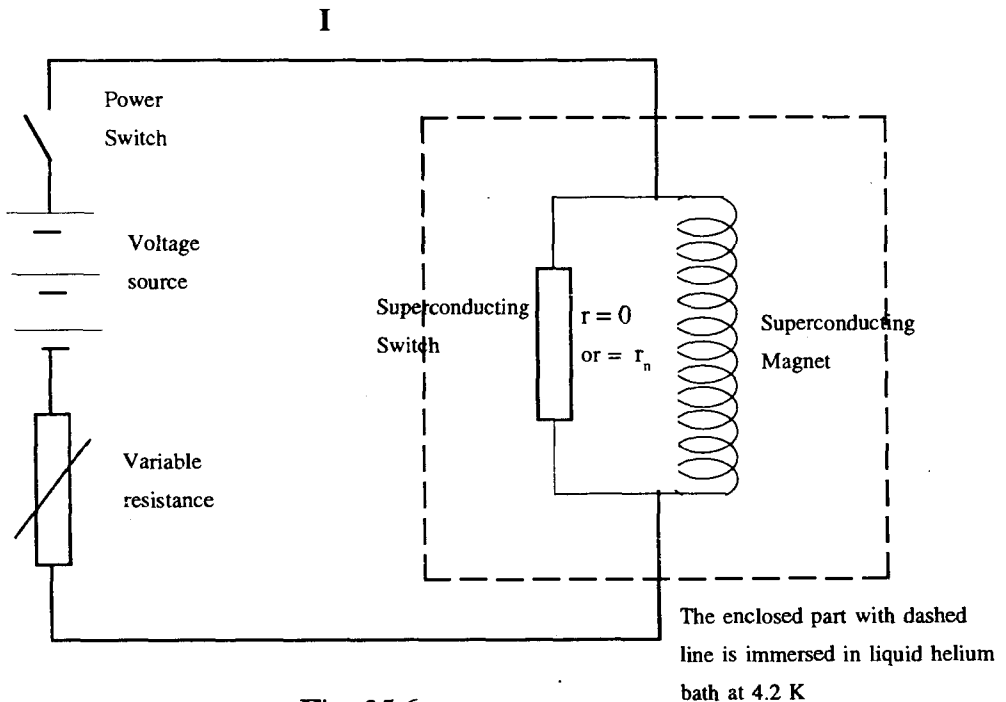 I
Power
Switch
Voltage
source
Superconducting
Switch
r = 0
or = r_n
Superconducting
Magnet
Variable
resistance
The enclosed part with dashed
line is immersed in liquid helium
bath at 4.2 K